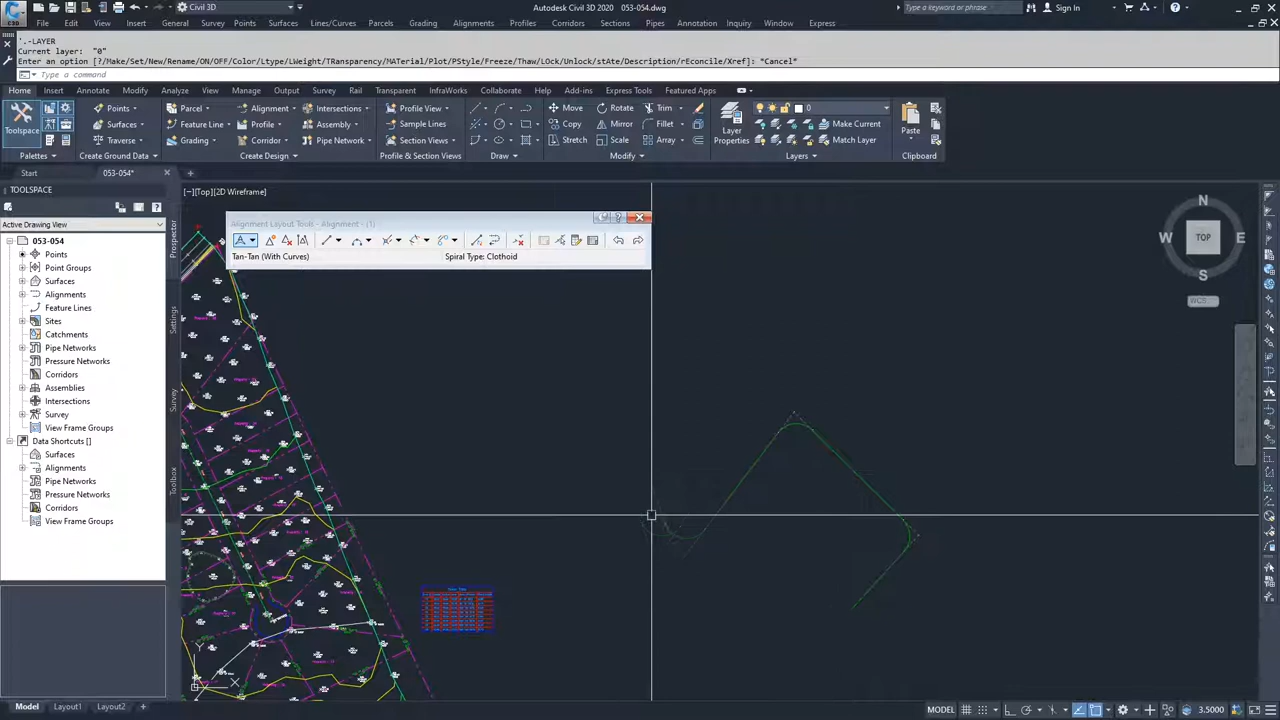 C3D
Civil 3D
Autodesk Civil 3D 2020   053-054.dwg
Type a keyword or phrase
Sign In
File Edit View Insert General Survey Points Surfaces Lines/Curves Parcels Grading Alignments Profiles Corridors Sections Pipes Annotation Inquiry Window Express
'.-LAYER
Current layer:  "0"
Enter an option [?/Make/Set/New/Rename/ON/OFF/Color/Ltype/LWeight/TRansparency/MATerial/Plot/PStyle/Freeze/Thaw/LOck/Unlock/stAte/Description/rEconcile/Xref]: *Cancel*
Type a command
Home Insert Annotate Modify Analyze View Manage Output Survey Rail Transparent InfraWorks Collaborate Help Add-ins Express Tools Featured Apps
Points Parcel Alignment Intersections Profile View Move Rotate Trim 0
Toolspace Surfaces Feature Line Profile Assembly Sample Lines Copy Mirror Fillet Layer Properties Make Current Paste
Traverse Grading Corridor Pipe Network Section Views Stretch Scale Array Match Layer
Palettes Create Ground Data Create Design Profile & Section Views Draw Modify Layers Clipboard
Start 053-054*
TOOLSPACE
[−][Top][2D Wireframe]
Active Drawing View
Alignment Layout Tools - Alignment - (1)
Tan-Tan (With Curves) Spiral Type: Clothoid
053-054
Points
Point Groups
Surfaces
Alignments
Feature Lines
Sites
Catchments
Pipe Networks
Pressure Networks
Corridors
Assemblies
Intersections
Survey
View Frame Groups
Data Shortcuts []
Surfaces
Alignments
Pipe Networks
Pressure Networks
Corridors
View Frame Groups
Prospector
Settings
Survey
Toolbox
N
W TOP E
S
WCS
Y
X
Model Layout1 Layout2 +
MODEL 3.5000